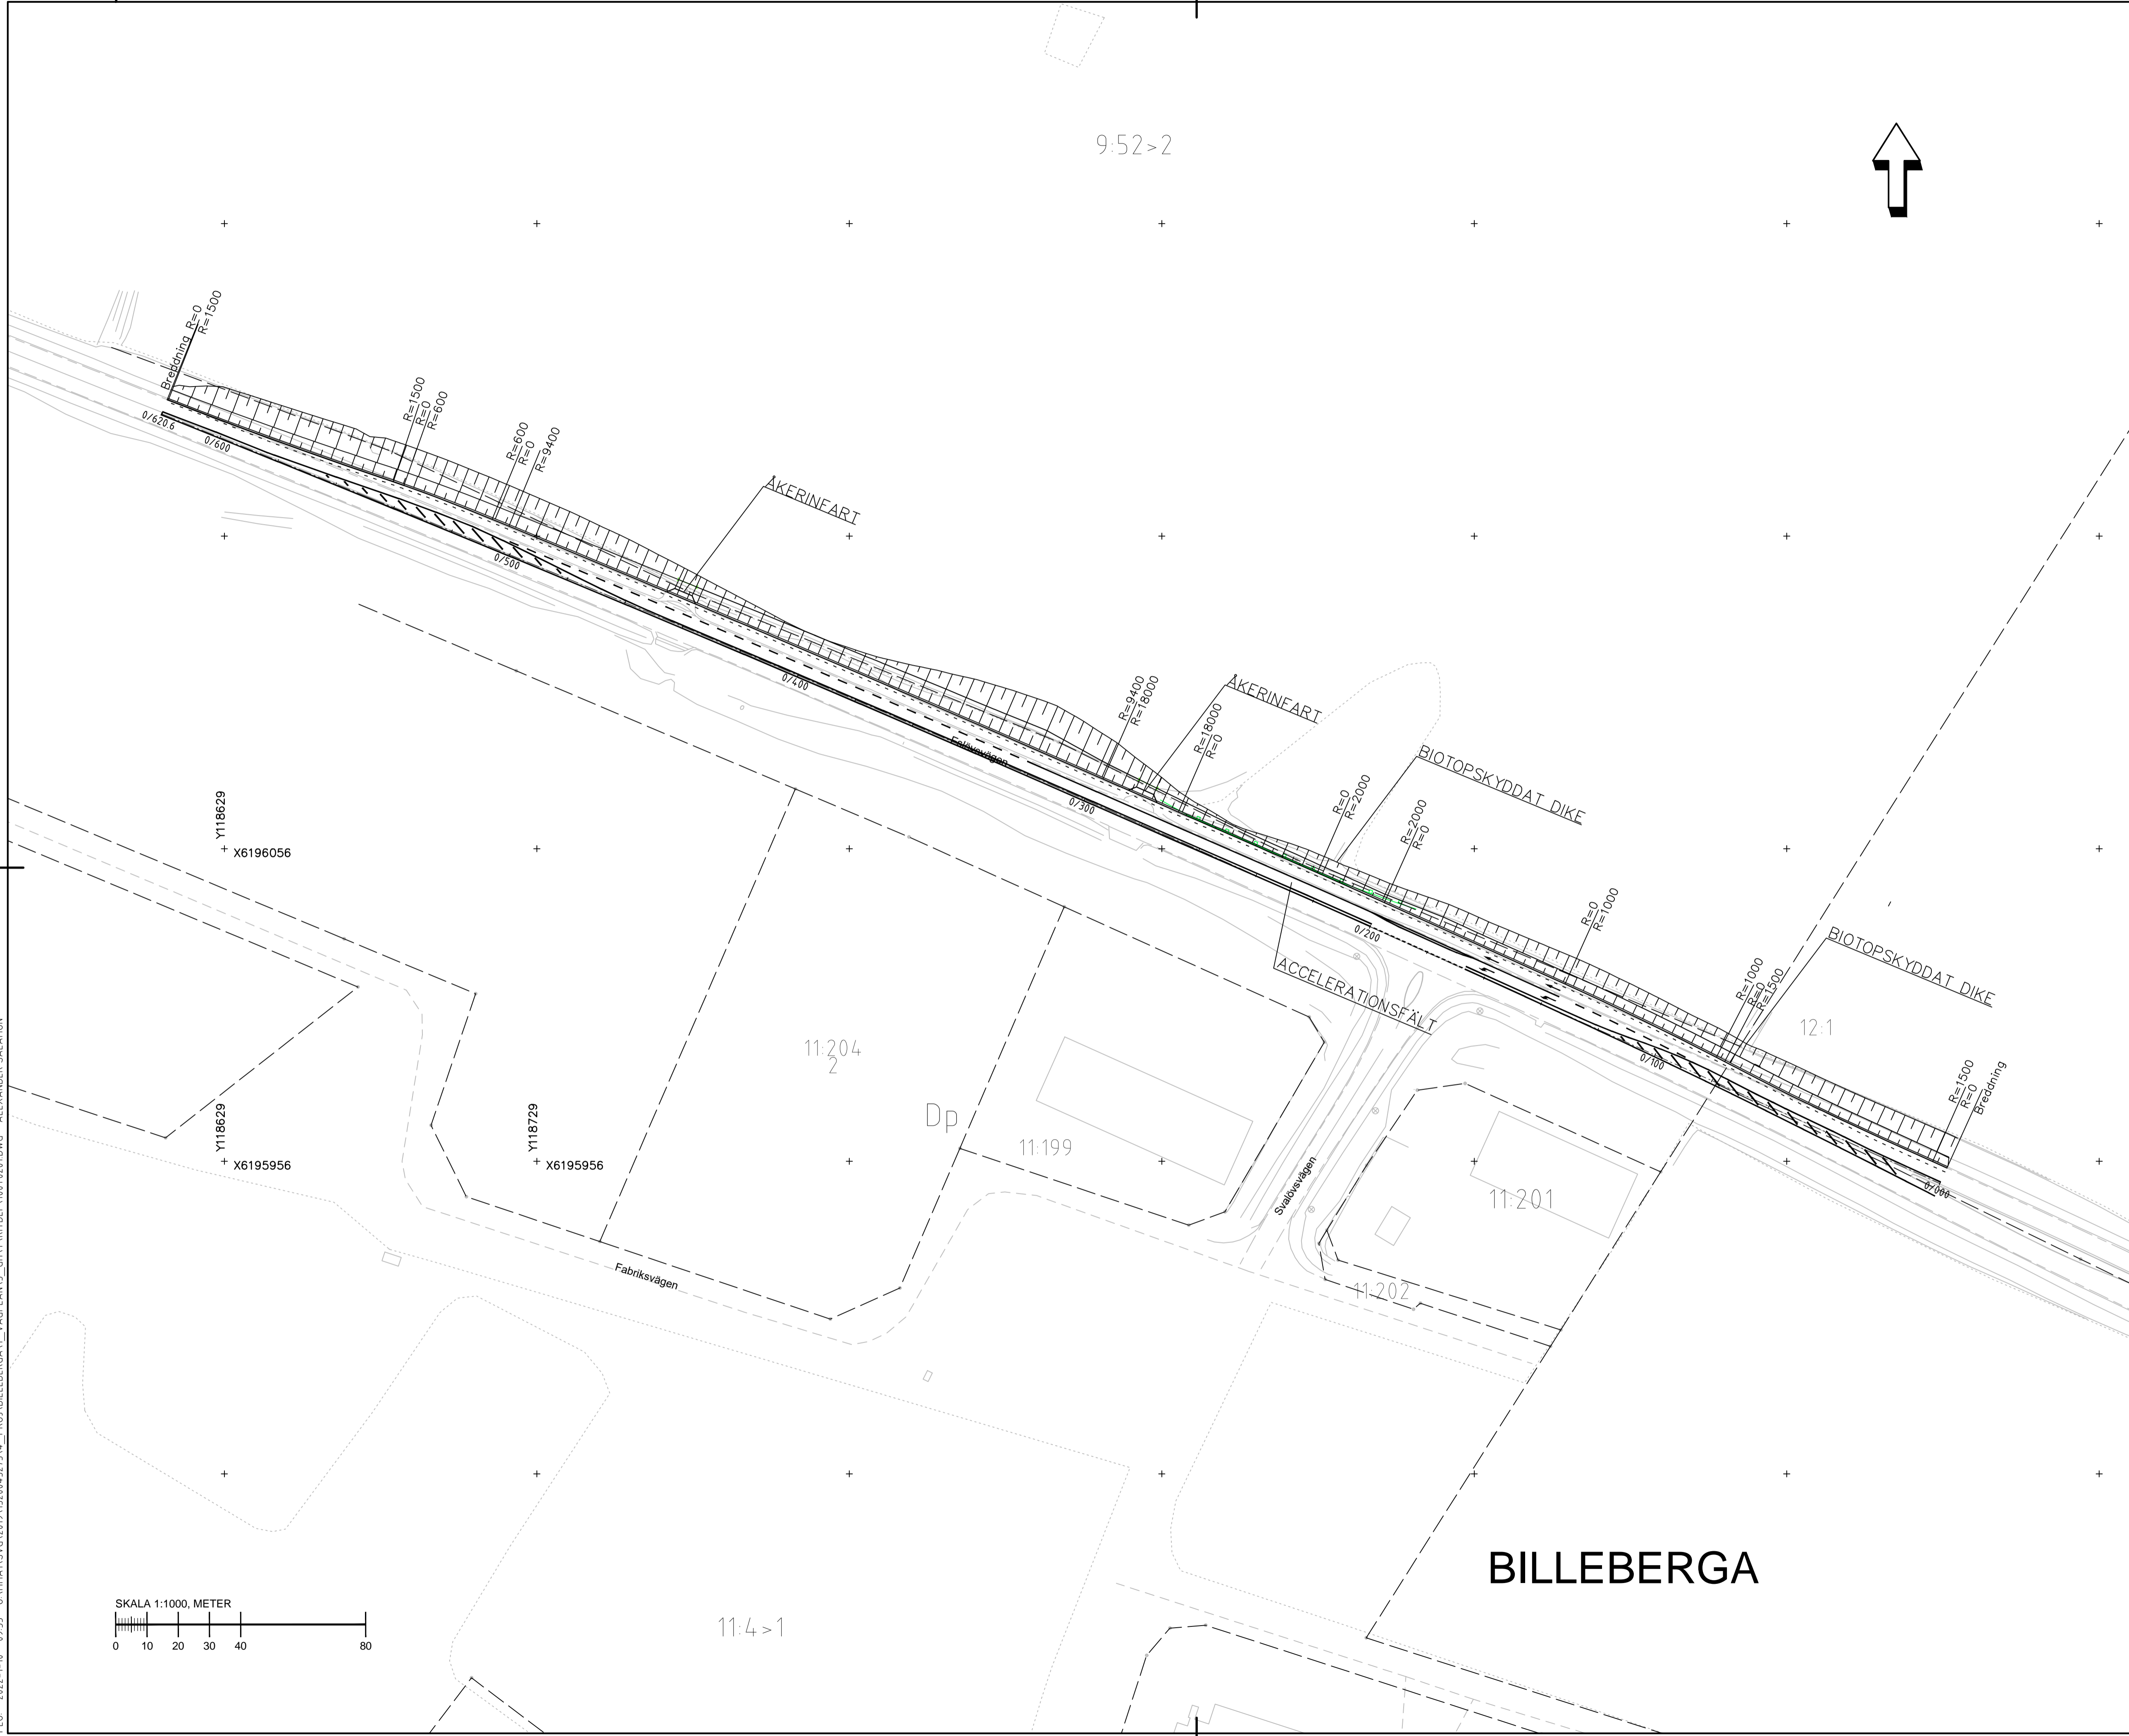 9:52>2
Breddning R=0
R=1500
0/620.6
0/600
R=1500
R=0
R=600
R=600
R=0
R=9400
0/500
ÅKERINFART
0/400
R=9400
R=18000
ÅKERINFART
R=18000
R=0
Eslövsvägen
0/300
R=0
R=2000
BIOTOPSKYDDAT DIKE
R=2000
R=0
0/200
ACCELERATIONSFÄLT
R=0
R=1000
R=1000
R=0
R=1500
BIOTOPSKYDDAT DIKE
12:1
0/100
R=1500
R=0
Breddning
0/000
Y118629
X6196056
11:204
2
Dp
11:199
Y118629
X6195956
Y118729
X6195956
Svalövsvägen
11:201
11:202
Fabriksvägen
BILLEBERGA
SKALA 1:1000, METER
0 10 20 30 40 80
11:4>1